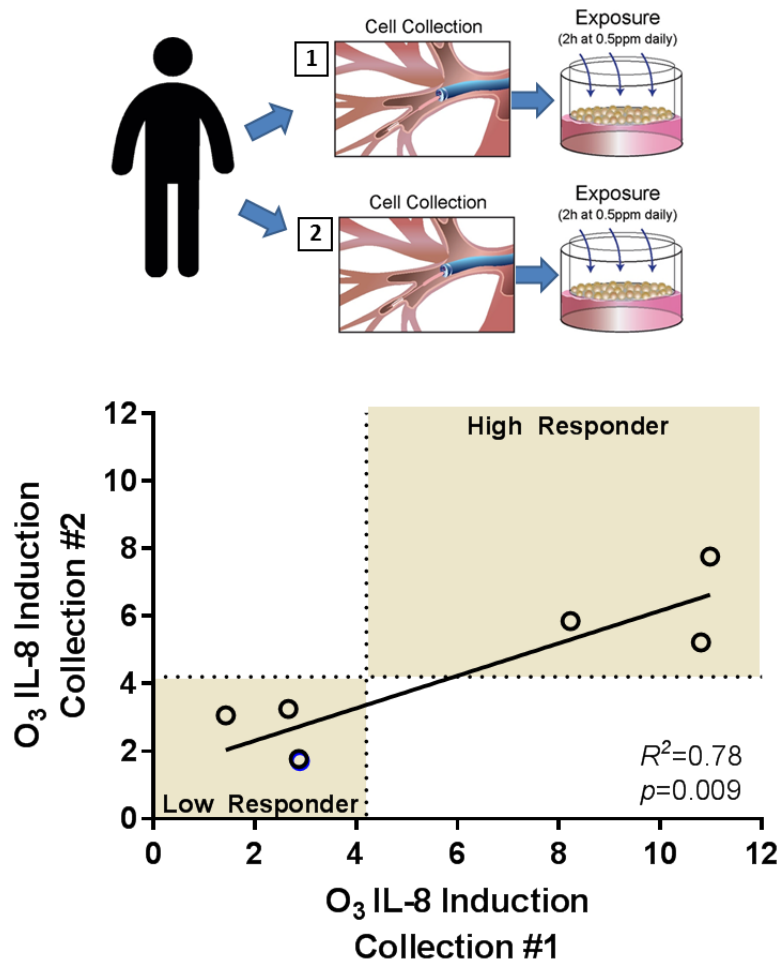 Cell Collection
Exposure
(2h at 0.5ppm daily)
1
Cell Collection
Exposure
(2h at 0.5ppm daily)
2
12
High Responder
10
8
6
4
2
0
O₃ IL-8 Induction
Collection #2
R²=0.78
p=0.009
Low Responder
0 2 4 6 8 10 12
O₃ IL-8 Induction
Collection #1